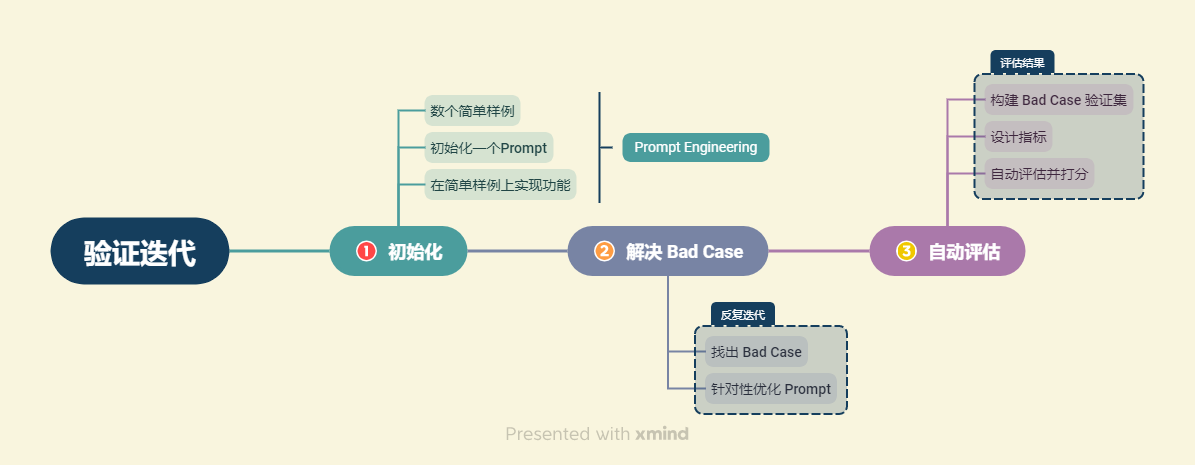 验证迭代
1 初始化
数个简单样例
初始化一个Prompt
在简单样例上实现功能
Prompt Engineering
2 解决 Bad Case
反复迭代
找出 Bad Case
针对性优化 Prompt
3 自动评估
评估结果
构建 Bad Case 验证集
设计指标
自动评估并打分
Presented with xmind